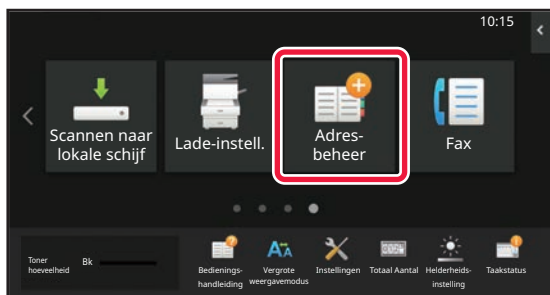 10:15
Scannen naar
lokale schijf
Lade-instell.
Adres-
beheer
Fax
Toner
hoeveelheid
Bk
Bedienings-
handleiding
Vergrote
weergavemodus
Instellingen
Totaal Aantal
Helderheids-
instelling
Taakstatus